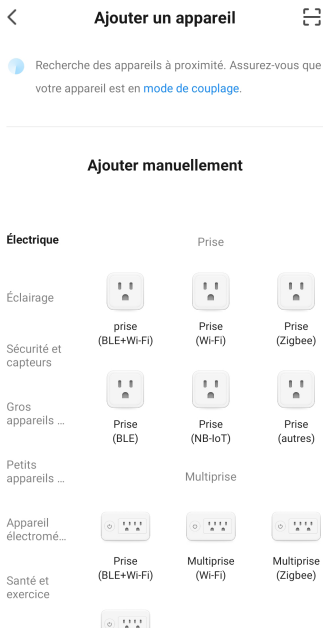 Ajouter un appareil
Recherche des appareils à proximité. Assurez-vous que
votre appareil est en mode de couplage.
Ajouter manuellement
Électrique
Éclairage
Sécurité et
capteurs
Gros
appareils ...
Petits
appareils ...
Appareil
électromé...
Santé et
exercice
Prise
prise
(BLE+Wi-Fi)
Prise
(Wi-Fi)
Prise
(Zigbee)
Prise
(BLE)
Prise
(NB-IoT)
Prise
(autres)
Multiprise
Prise
(BLE+Wi-Fi)
Multiprise
(Wi-Fi)
Multiprise
(Zigbee)